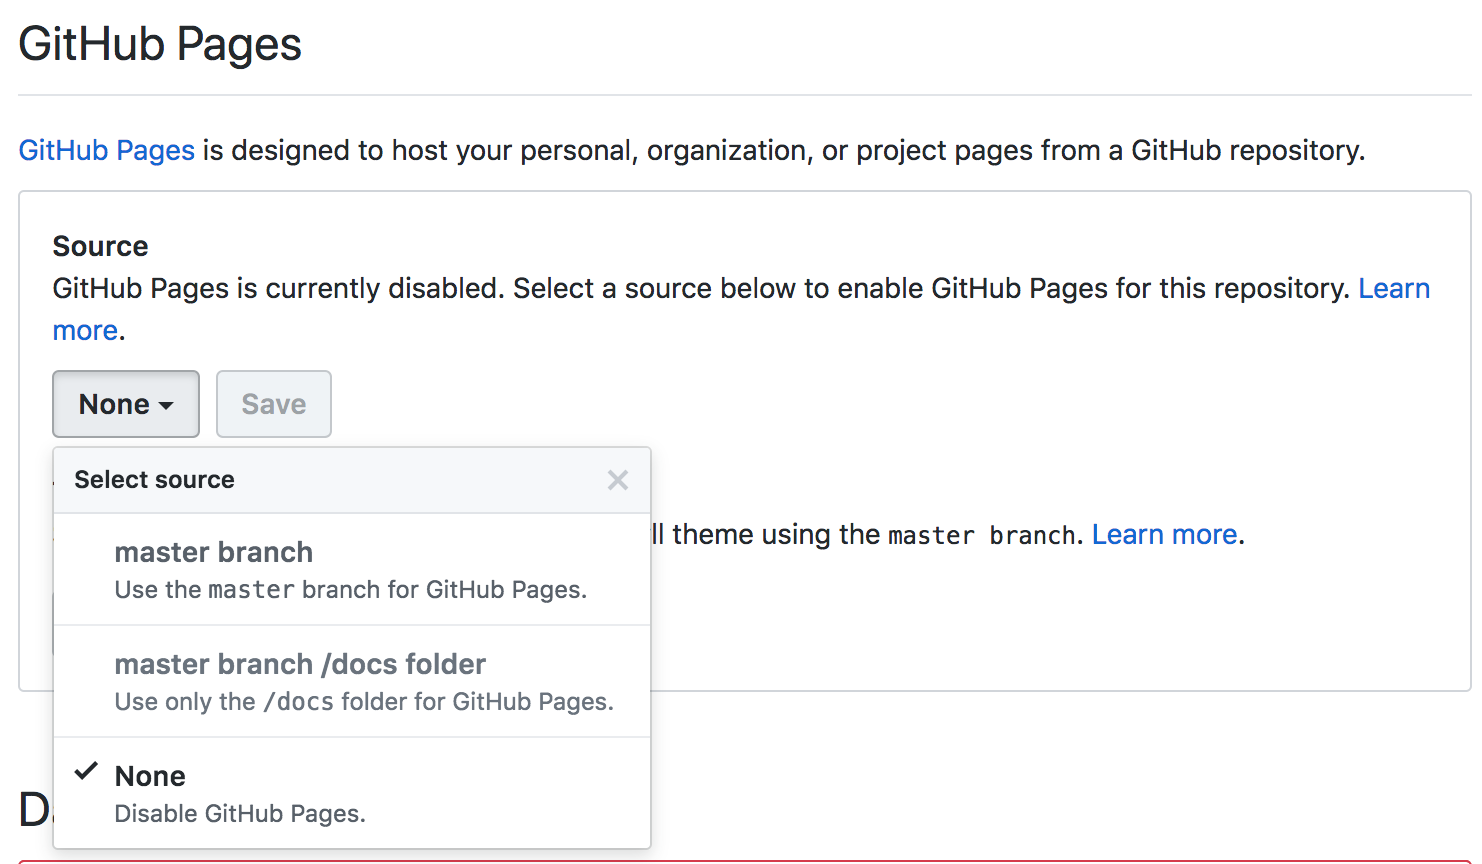 GitHub Pages
GitHub Pages is designed to host your personal, organization, or project pages from a GitHub repository.
Source
GitHub Pages is currently disabled. Select a source below to enable GitHub Pages for this repository. Learn
more.
None
Save
Select source
theme using the master branch. Learn more.
master branch
Use the master branch for GitHub Pages.
master branch /docs folder
Use only the /docs folder for GitHub Pages.
None
Disable GitHub Pages.